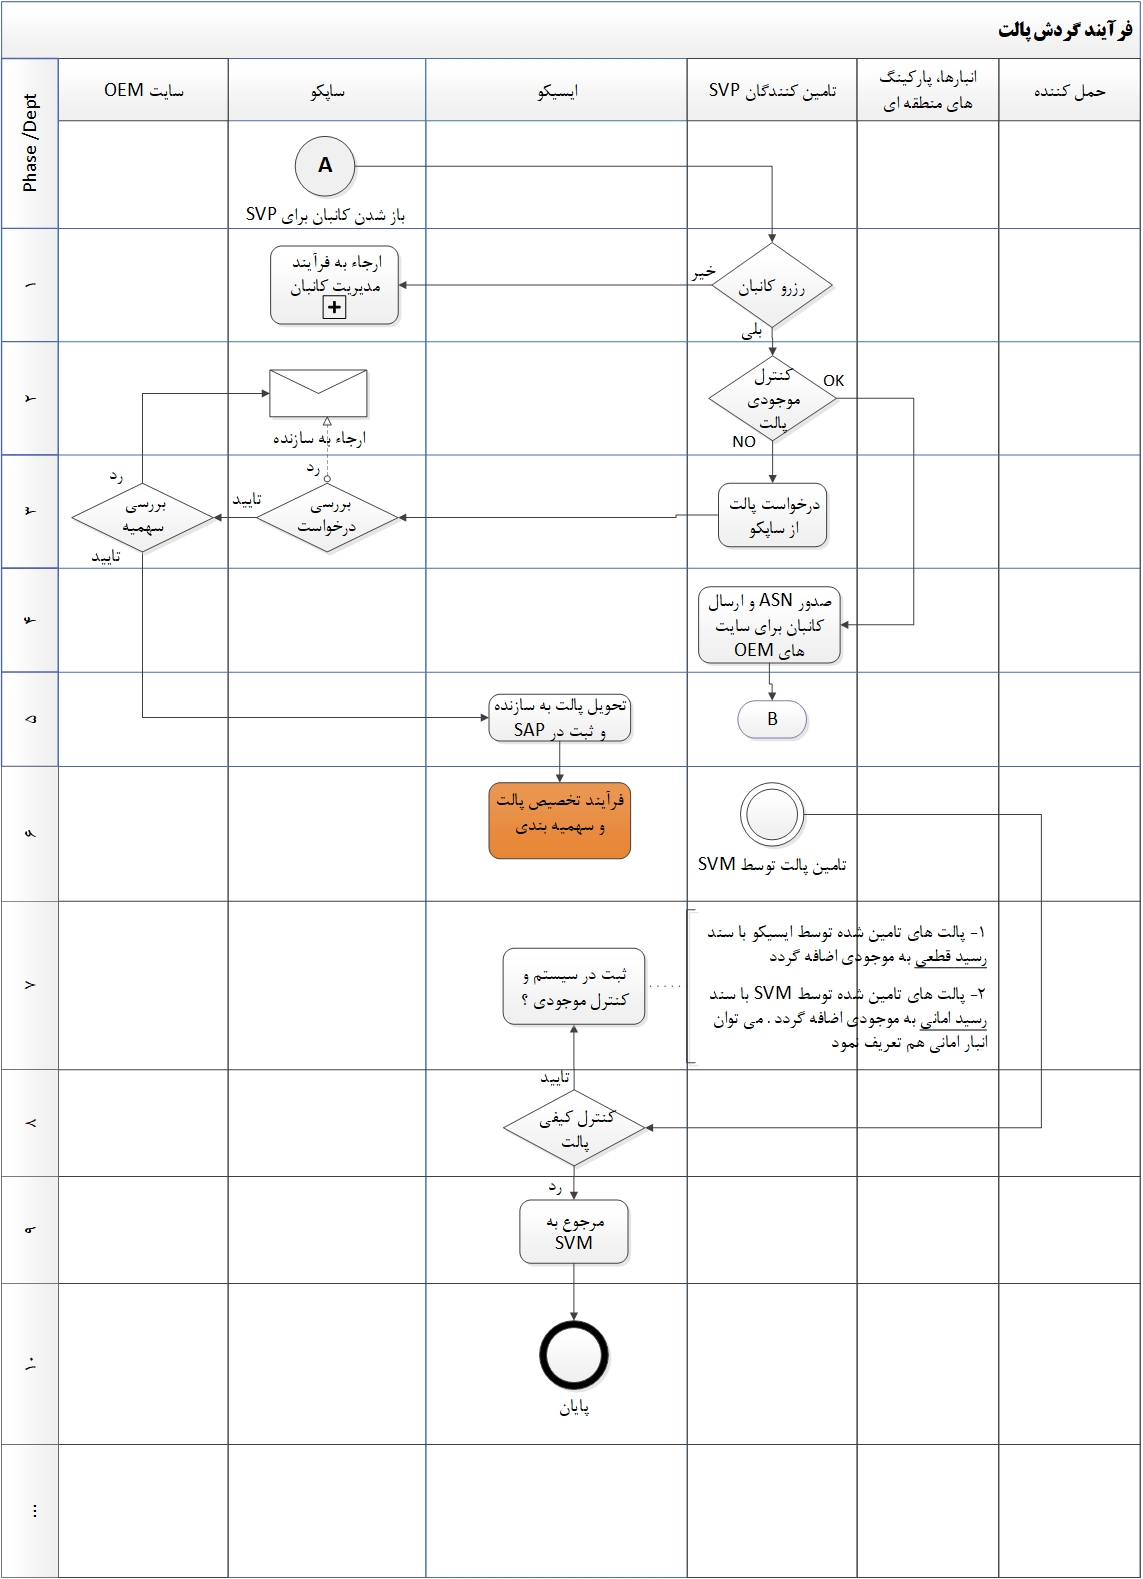 فرآیند گردش پالت
حمل کننده
انبارها، پارکینگ
های منطقه ای
تامین کنندگان SVP
ایسیکو
ساپکو
سایت OEM
Phase /Dept
A
باز شدن کانبان برای SVP
۱
رزرو کانبان
خیر
بلی
ارجاء به فرآیند
مدیریت کانبان
۲
کنترل
موجودی
پالت
OK
NO
ارجاء به سازنده
۳
درخواست پالت
از ساپکو
بررسی
درخواست
رد
تایید
بررسی
سهمیه
رد
تایید
۴
صدور ASN و ارسال
کانبان برای سایت
های OEM
۵
B
تحویل پالت به سازنده
و ثبت در SAP
۶
تامین پالت توسط SVM
فرآیند تخصیص پالت
و سهمیه بندی
۷
۱- پالت های تامین شده توسط ایسیکو با سند
رسید قطعی به موجودی اضافه گردد
۲- پالت های تامین شده توسط SVM با سند
رسید امانی به موجودی اضافه گردد . می توان
انبار امانی هم تعریف نمود
ثبت در سیستم و
کنترل موجودی ؟
۸
تایید
کنترل کیفی
پالت
رد
۹
مرجوع به
SVM
۱۰
پایان
...